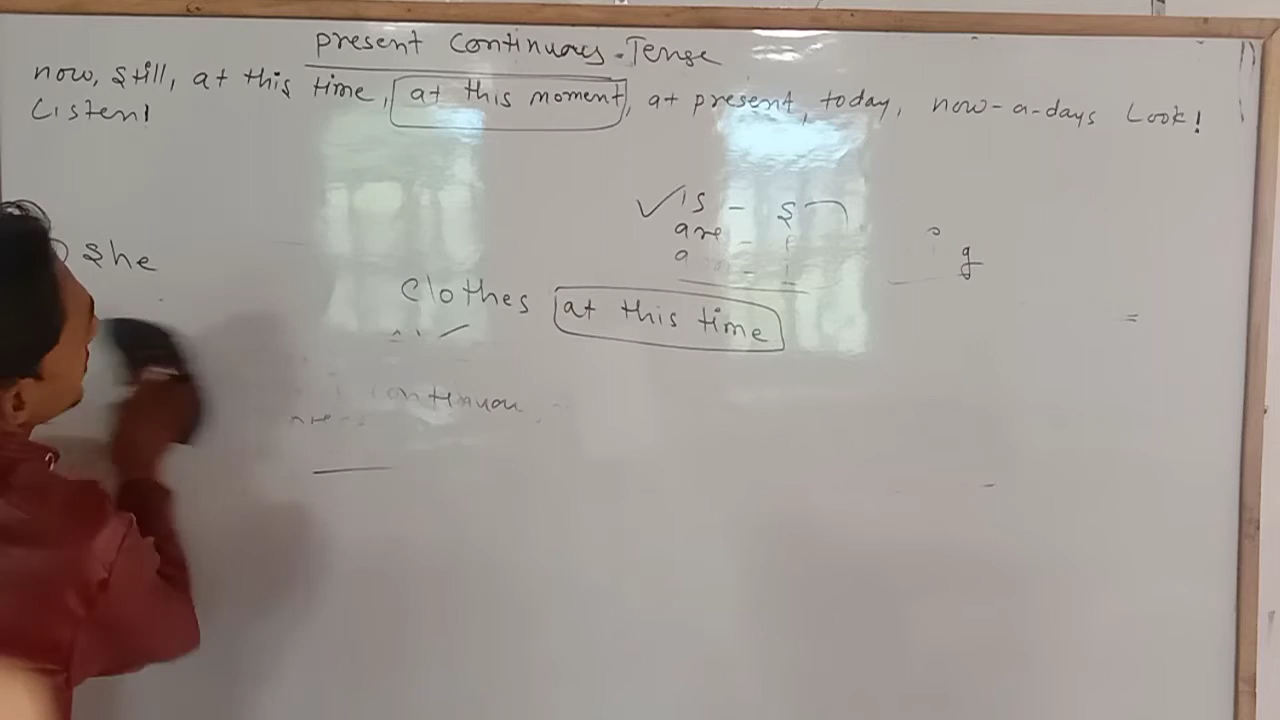 present Continuous Tense
now, still, at this time, at this moment, at present, today, now-a-days Look!
Listen!
is - s
are -
a
g
She
Clothes at this time
continuou